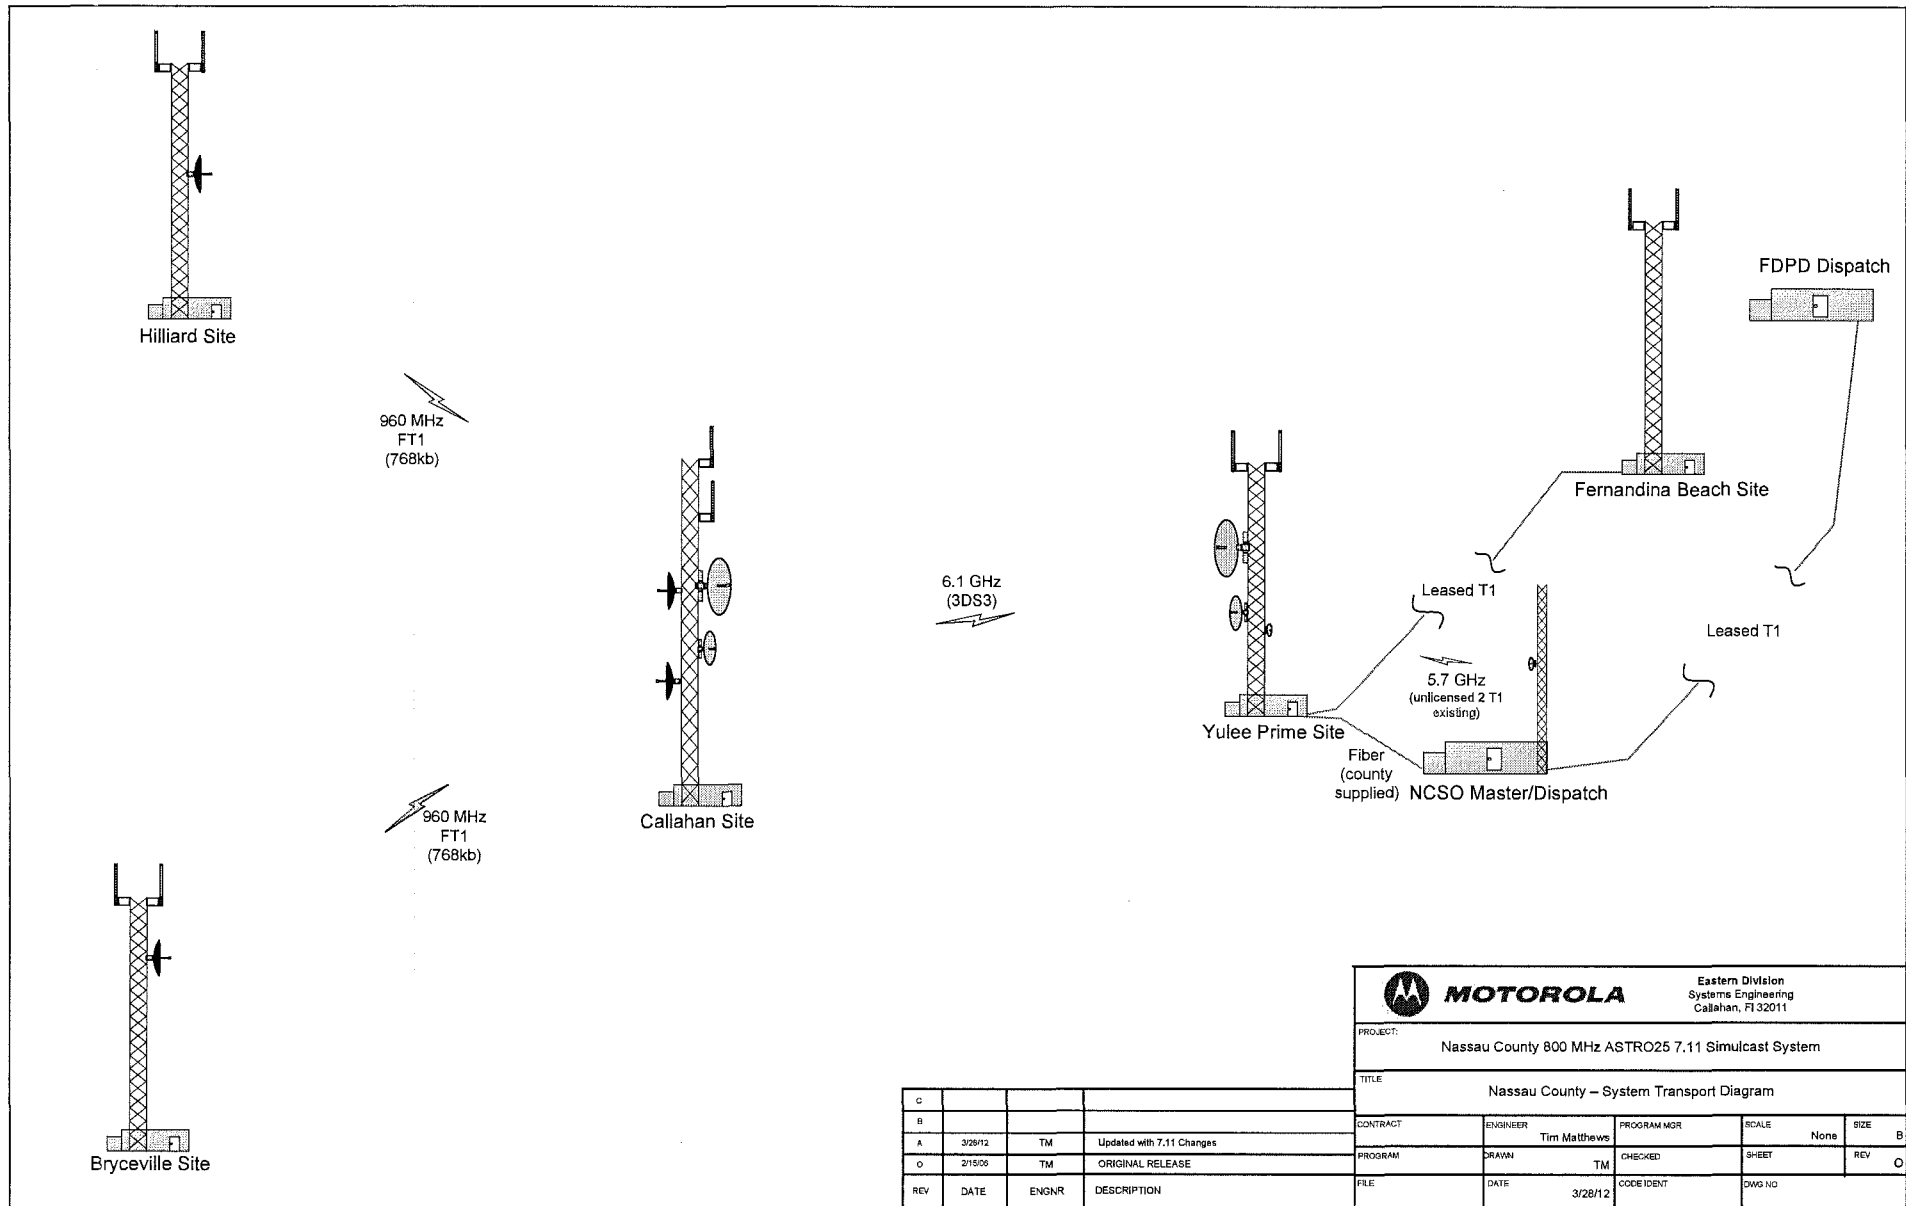 Hilliard Site
960 MHz
FT1
(768kb)
FDPD Dispatch
Fernandina Beach Site
6.1 GHz
(3DS3)
Leased T1
Leased T1
5.7 GHz
(unlicensed 2 T1
existing)
Yulee Prime Site
Fiber
(county
supplied)
NCSO Master/Dispatch
Callahan Site
960 MHz
FT1
(768kb)
Bryceville Site
MOTOROLA
Eastern Division
Systems Engineering
Callahan, Fl 32011
PROJECT:
Nassau County 800 MHz ASTRO25 7.11 Simulcast System
TITLE
Nassau County – System Transport Diagram
C
B
A 3/28/12 TM Updated with 7.11 Changes
O 2/15/06 TM ORIGINAL RELEASE
REV DATE ENGNR DESCRIPTION
CONTRACT ENGINEER Tim Matthews PROGRAM MGR SCALE None SIZE B
PROGRAM DRAWN TM CHECKED SHEET REV O
FILE DATE 3/28/12 CODE IDENT DWG NO